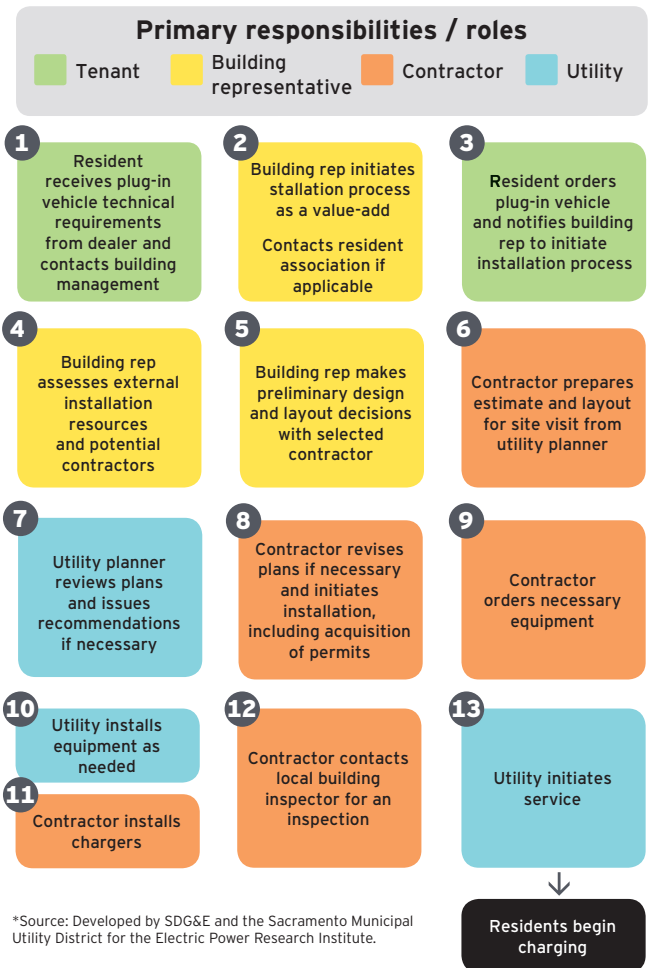 Primary responsibilities / roles
Tenant
Building
representative
Contractor
Utility
1
Resident
receives plug-in
vehicle technical
requirements
from dealer and
contacts building
management
2
Building rep initiates
stallation process
as a value-add
Contacts resident
association if
applicable
3
Resident orders
plug-in vehicle
and notifies building
rep to initiate
installation process
4
Building rep
assesses external
installation
resources
and potential
contractors
5
Building rep makes
preliminary design
and layout decisions
with selected
contractor
6
Contractor prepares
estimate and layout
for site visit from
utility planner
7
Utility planner
reviews plans
and issues
recommendations
if necessary
8
Contractor revises
plans if necessary
and initiates
installation,
including acquisition
of permits
9
Contractor
orders necessary
equipment
10
Utility installs
equipment as
needed
11
Contractor installs
chargers
12
Contractor contacts
local building
inspector for an
inspection
13
Utility initiates
service
Residents begin
charging
*Source: Developed by SDG&E and the Sacramento Municipal
Utility District for the Electric Power Research Institute.